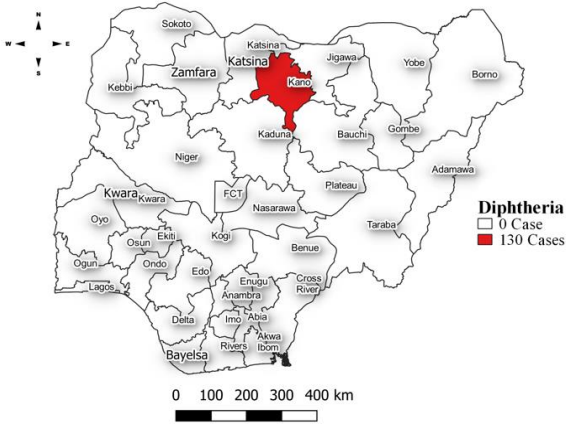 N
W E
S
Sokoto
Katsina
Katsina
Jigawa
Yobe
Borno
Zamfara
Kebbi
Kano
Kaduna
Bauchi
Gombe
Niger
Adamawa
Plateau
FCT
Kwara
Kwara
Nasarawa
Diphtheria
0 Case
130 Cases
Oyo
Taraba
Ekiti
Kogi
Osun
Benue
Ogun
Ondo
Edo
Lagos
Enugu
Cross
River
Anambra
Delta
Imo
Abia
Akwa
Ibom
Rivers
Bayelsa
0 100 200 300 400 km